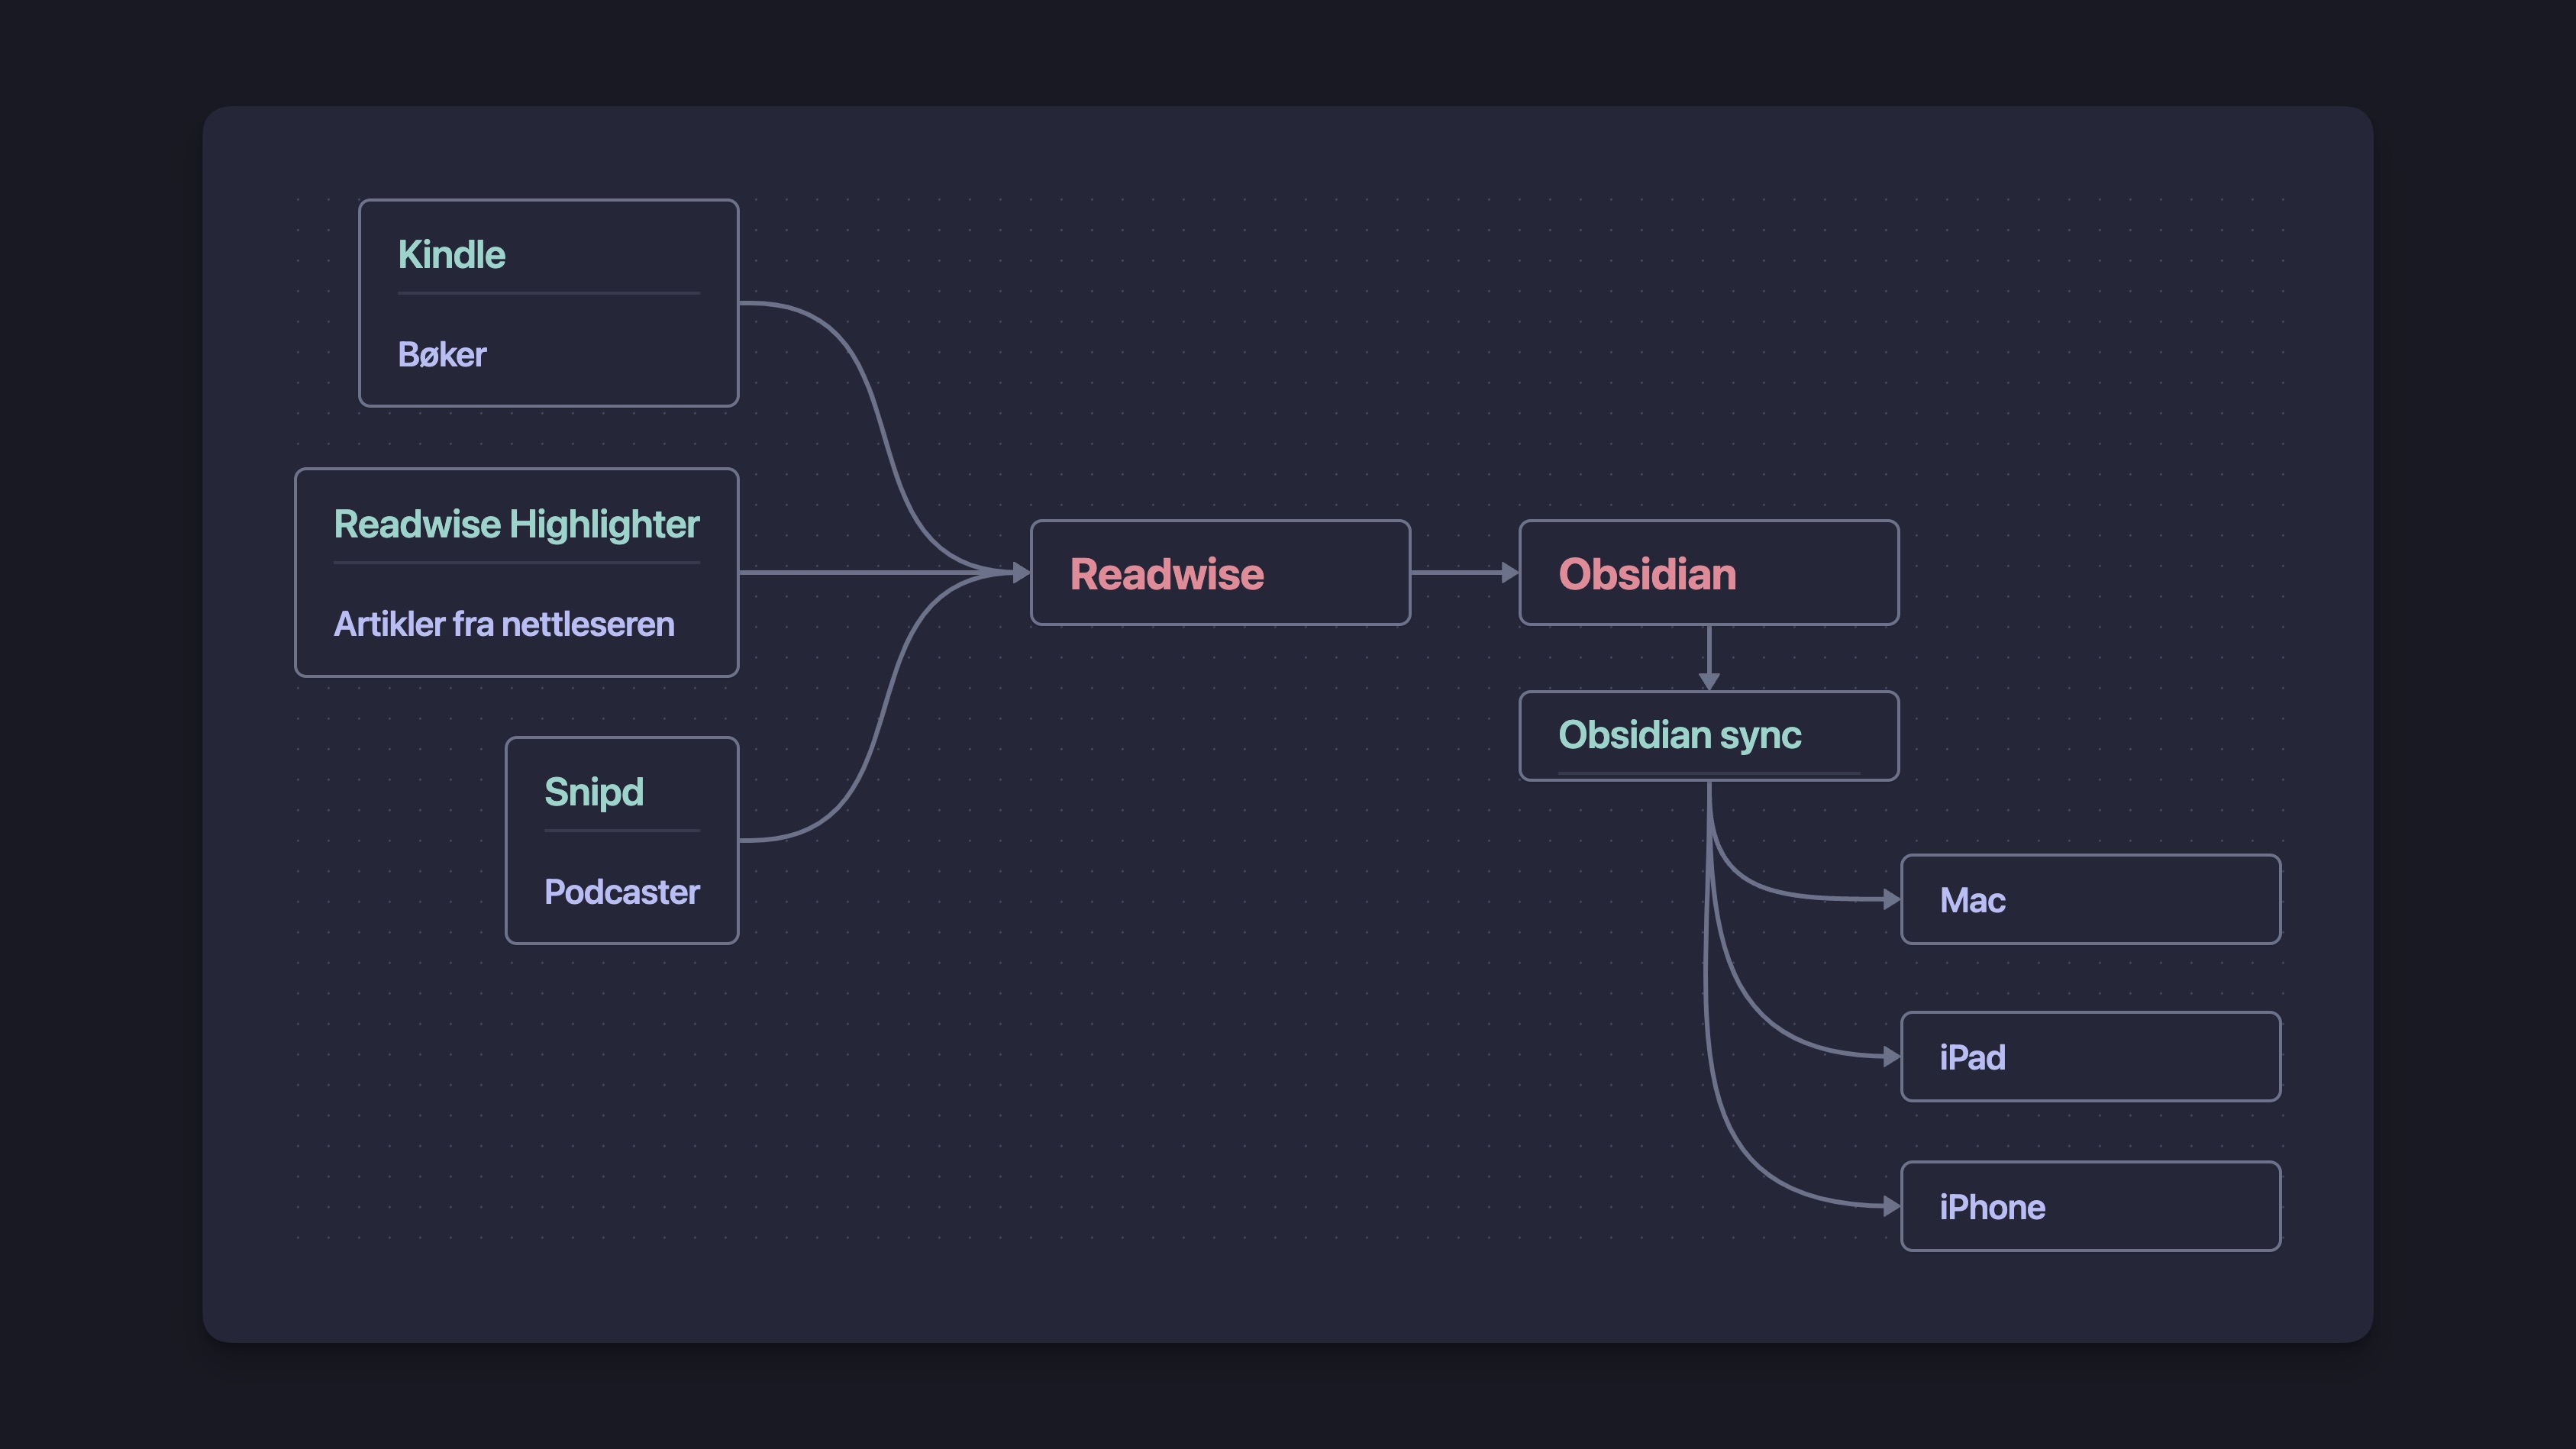 Kindle
Bøker
Readwise Highlighter
Artikler fra nettleseren
Snipd
Podcaster
Readwise
Obsidian
Obsidian sync
Mac
iPad
iPhone